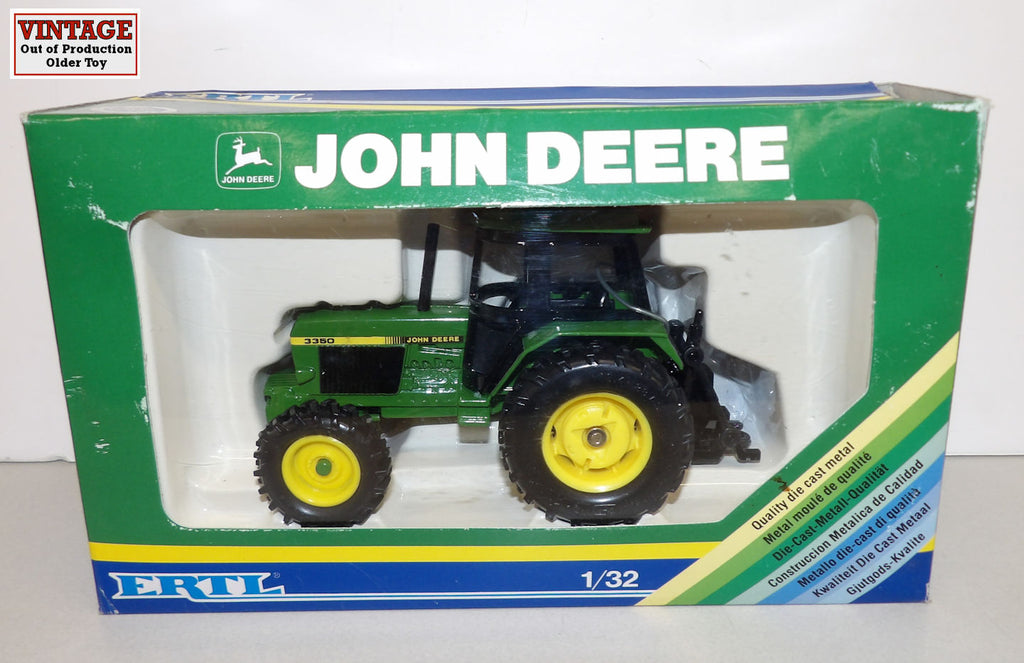 VINTAGE
Out of Production
Older Toy
ERTL
JOHN DEERE
JOHN DEERE
3350
JOHN DEERE
Quality die cast metal
Metal moulé de qualité
Die-Cast-Metall-Qualität
Construccion Metalica de Calidad
Metallo die-cast di qualità
Kwaliteit Die Cast Metaal
Gjutgods-Kvalite
ERTL®
1/32